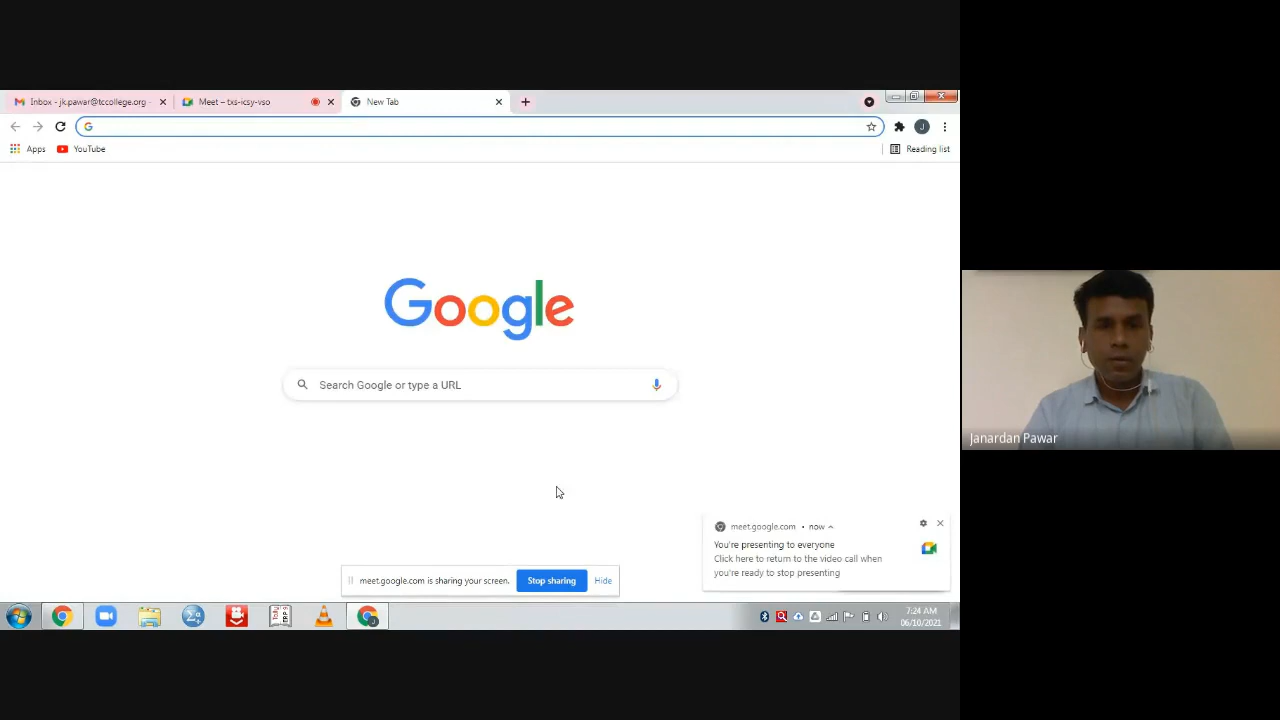 Inbox - jk.pawar@tccollege.org -
Meet – txs-icsy-vso
New Tab
J
Apps
YouTube
Reading list
Google
Search Google or type a URL
Janardan Pawar
meet.google.com • now
You're presenting to everyone
Click here to return to the video call when
you're ready to stop presenting
meet.google.com is sharing your screen.
Stop sharing
Hide
7:24 AM
06/10/2021